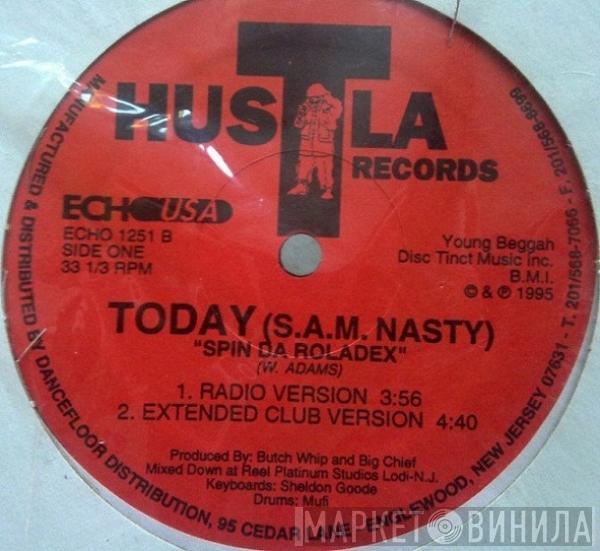 HUSTLA
RECORDS
ECHO USA
ECHO 1251 B
SIDE ONE
33 1/3 RPM
Young Beggah
Disc Tinct Music Inc.
B.M.I.
© & ℗ 1995
TODAY (S.A.M. NASTY)
"SPIN DA ROLADEX"
(W. ADAMS)
1. RADIO VERSION 3:56
2. EXTENDED CLUB VERSION 4:40
Produced By: Butch Whip and Big Chief
Mixed Down at Reel Platinum Studios Lodi-N.J.
Keyboards: Sheldon Goode
Drums: Mufi
MANUFACTURED & DISTRIBUTED BY DANCEFLOOR DISTRIBUTION, 95 CEDAR LANE, ENGLEWOOD, NEW JERSEY 07631 - T. 201/568-7066 - F. 201/568-8699
МАРКЕТ ВИНИЛА